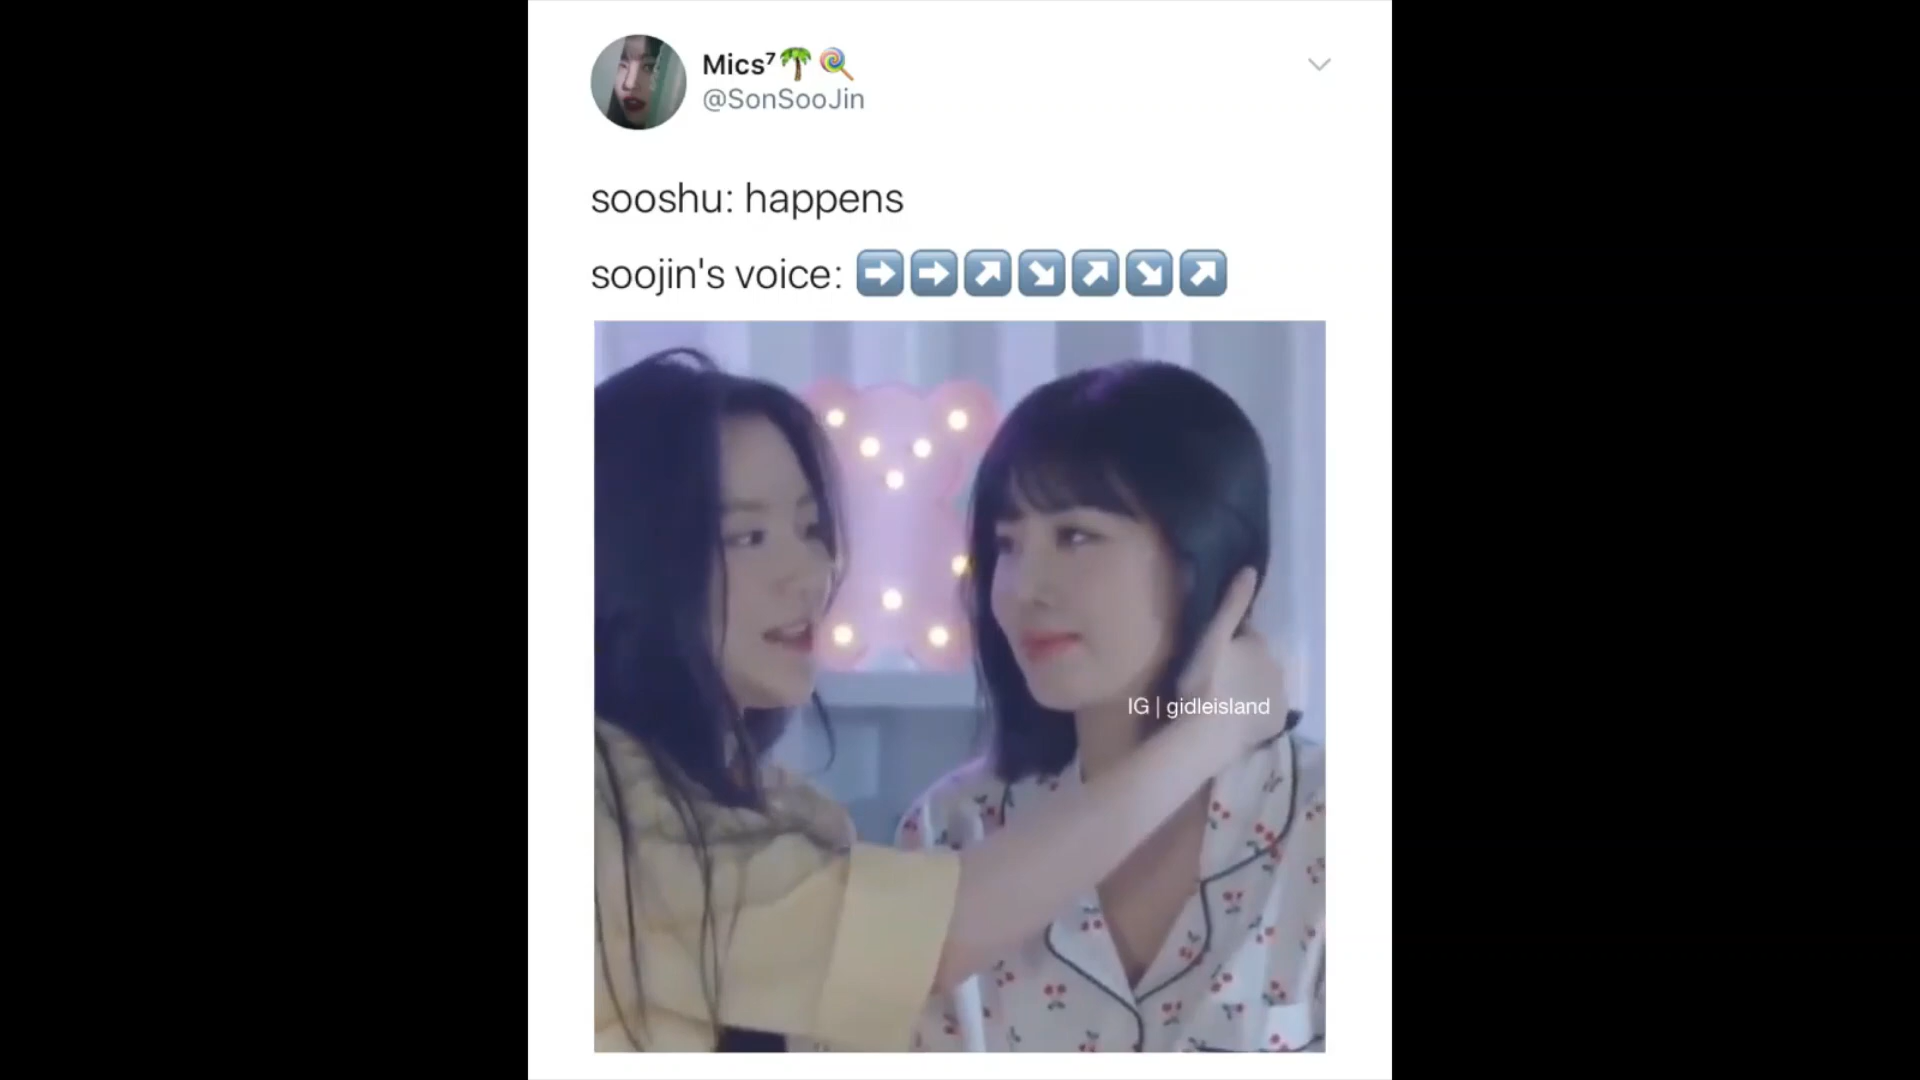 Mics⁷🌴🍭
@SonSooJin
sooshu: happens
soojin's voice: ➡️➡️↗️↘️↗️↘️↗️
IG | gidleisland